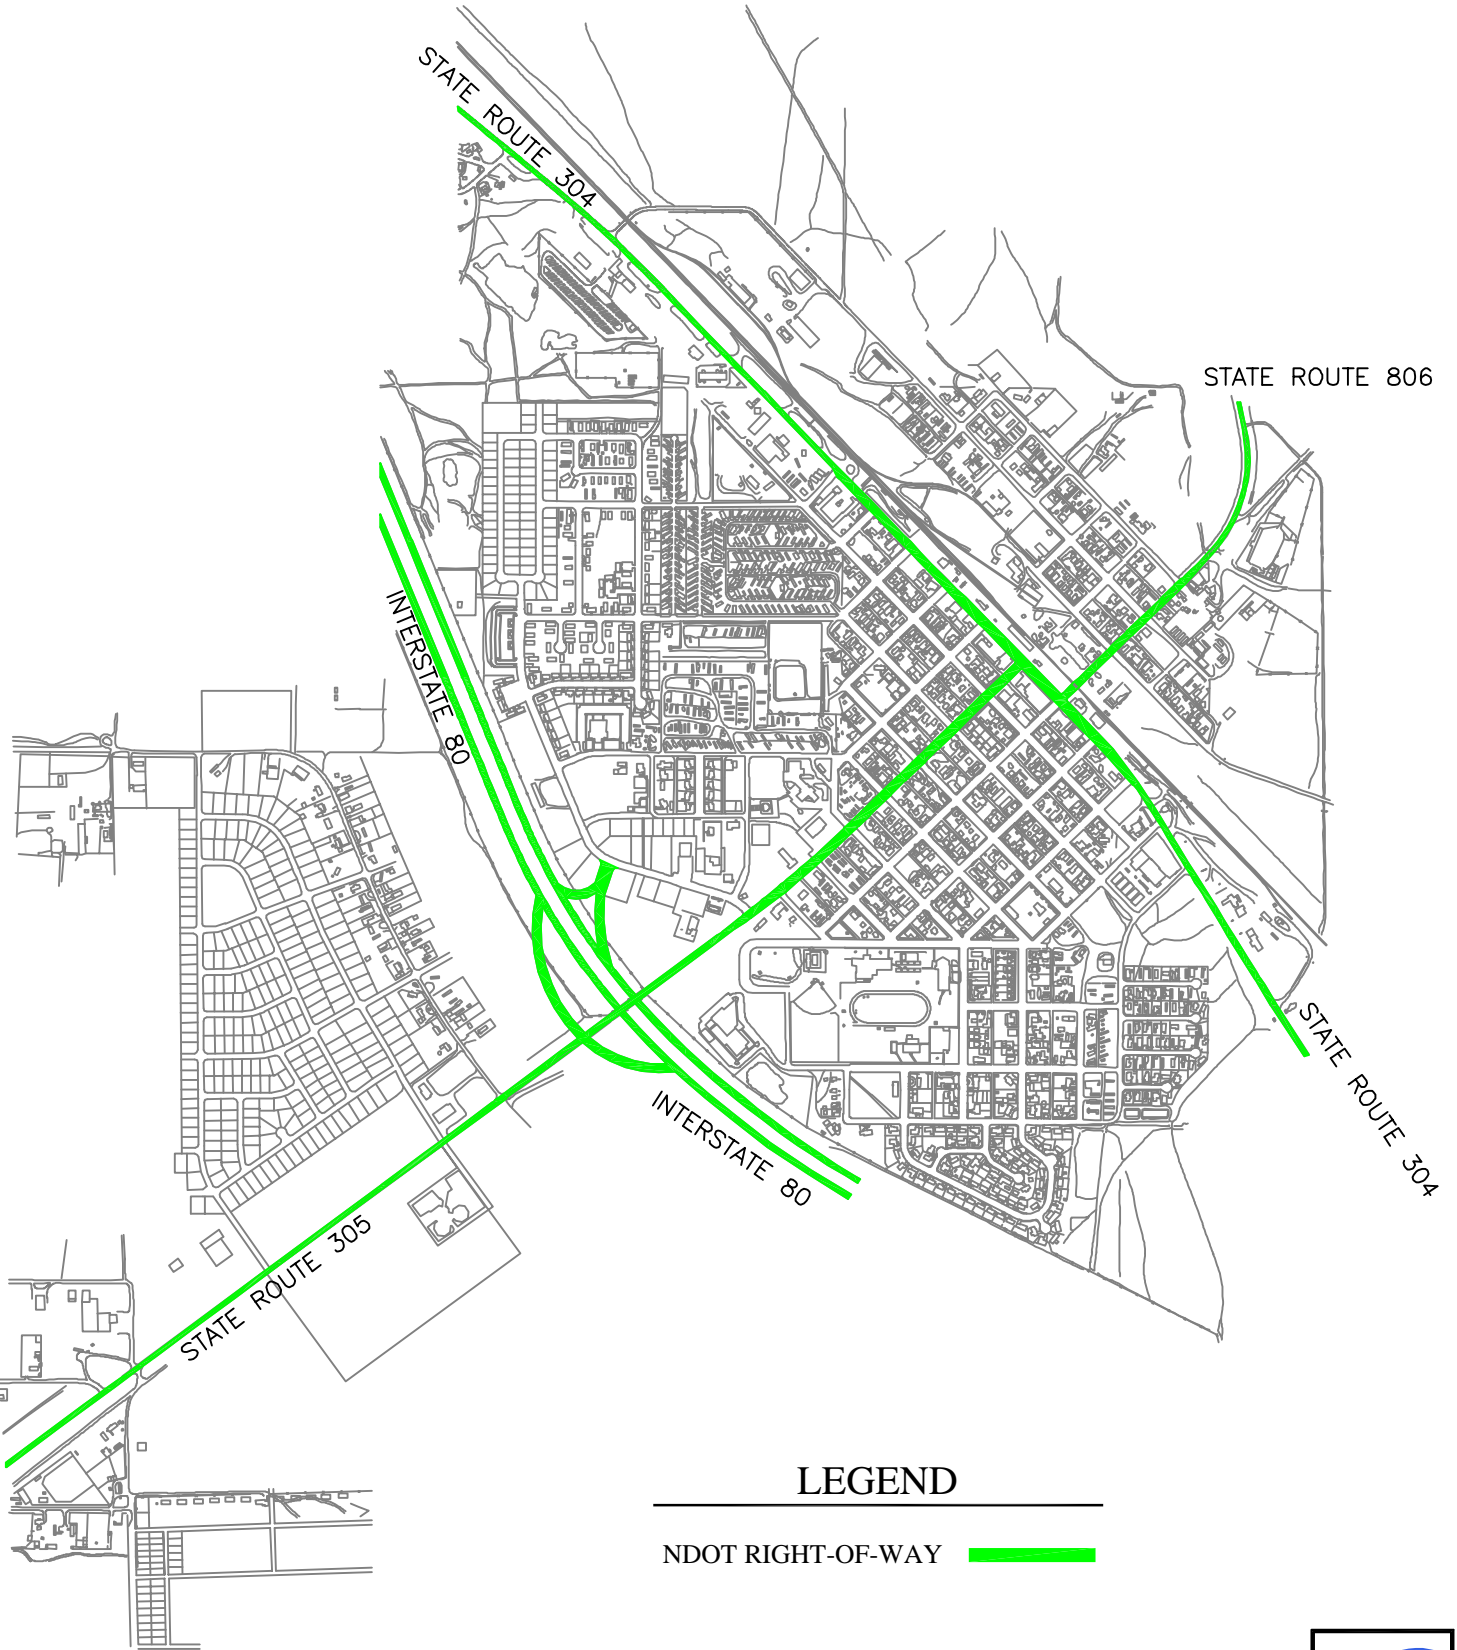 STATE ROUTE 304
STATE ROUTE 806
INTERSTATE 80
INTERSTATE 80
STATE ROUTE 304
STATE ROUTE 305
LEGEND
NDOT RIGHT-OF-WAY